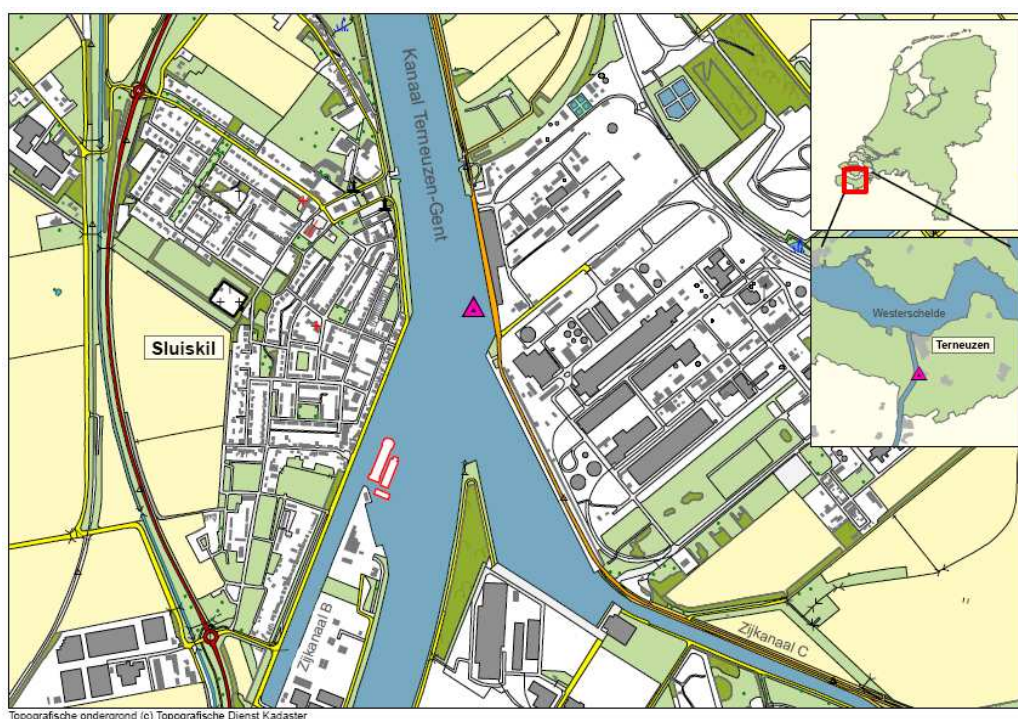 Kanaal Terneuzen-Gent
Sluiskil
Westerschelde
Terneuzen
Zijkanaal B
Zijkanaal C
Topografische ondergrond (c) Topografische Dienst Kadaster